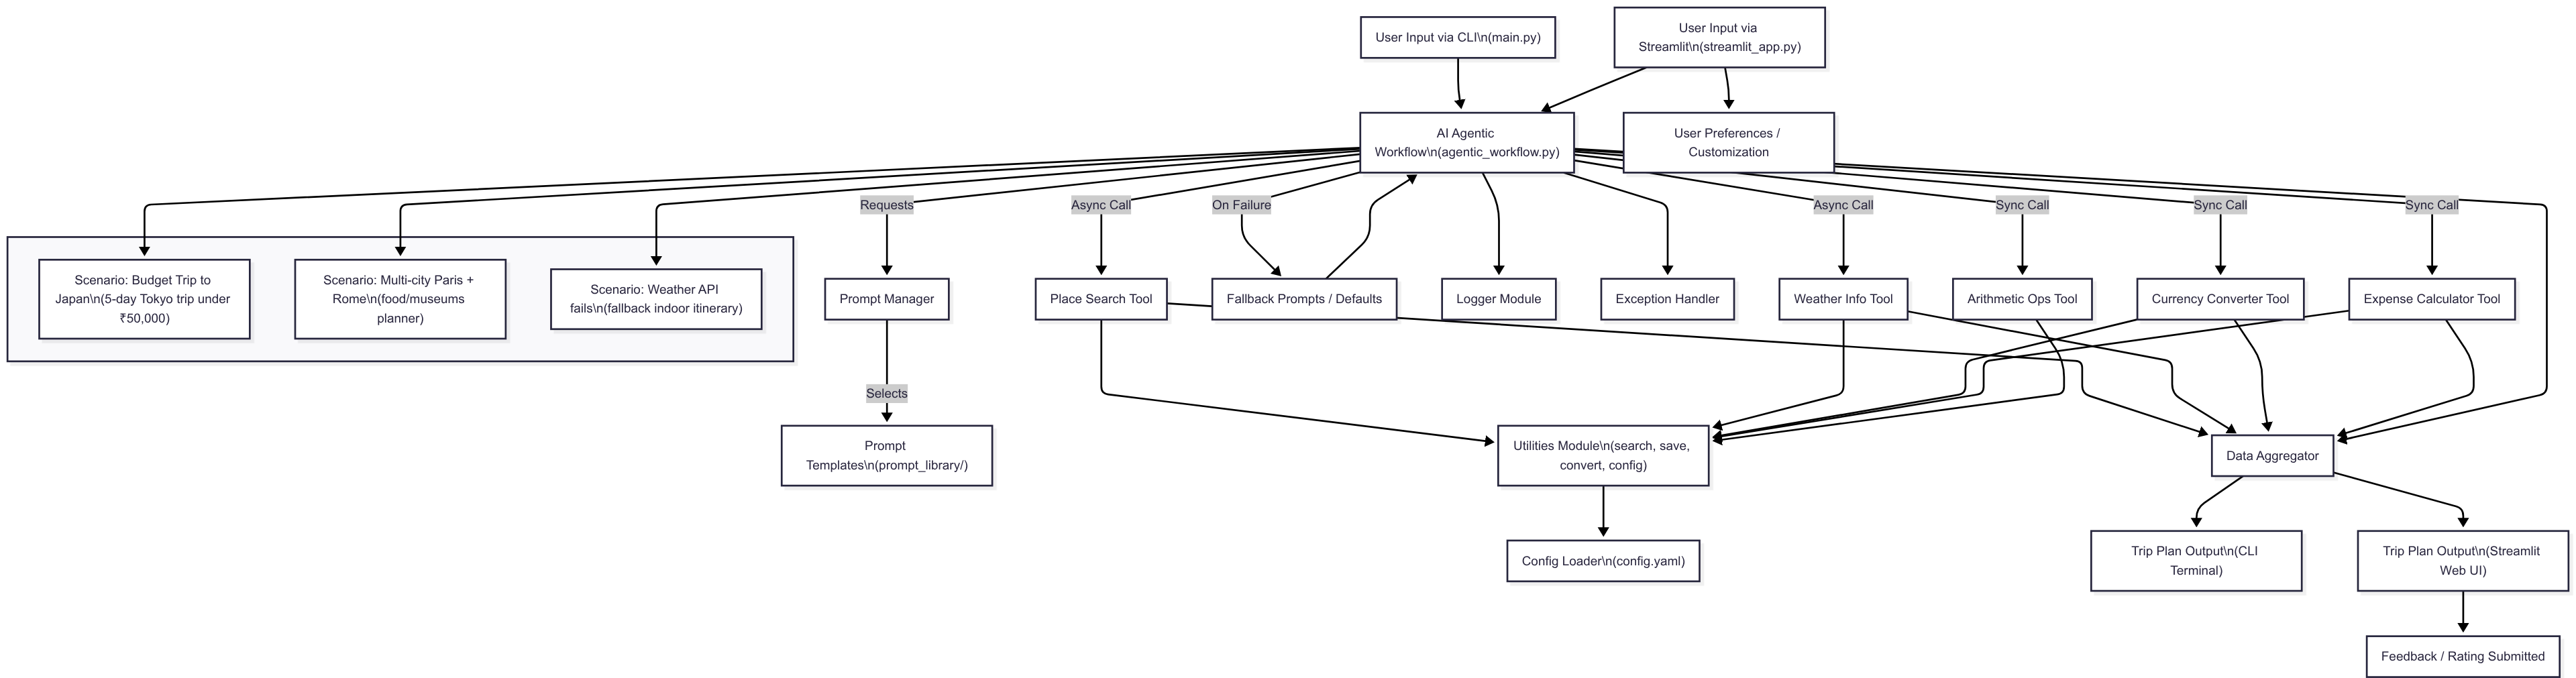 User Input via CLI\n(main.py)
User Input via
Streamlit\n(streamlit_app.py)
AI Agentic
Workflow\n(agentic_workflow.py)
User Preferences /
Customization
Requests
Async Call
On Failure
Async Call
Sync Call
Sync Call
Sync Call
Scenario: Budget Trip to
Japan\n(5-day Tokyo trip under
₹50,000)
Scenario: Multi-city Paris +
Rome\n(food/museums
planner)
Scenario: Weather API
fails\n(fallback indoor itinerary)
Prompt Manager
Place Search Tool
Fallback Prompts / Defaults
Logger Module
Exception Handler
Weather Info Tool
Arithmetic Ops Tool
Currency Converter Tool
Expense Calculator Tool
Selects
Prompt
Templates\n(prompt_library/)
Utilities Module\n(search, save,
convert, config)
Data Aggregator
Config Loader\n(config.yaml)
Trip Plan Output\n(CLI
Terminal)
Trip Plan Output\n(Streamlit
Web UI)
Feedback / Rating Submitted